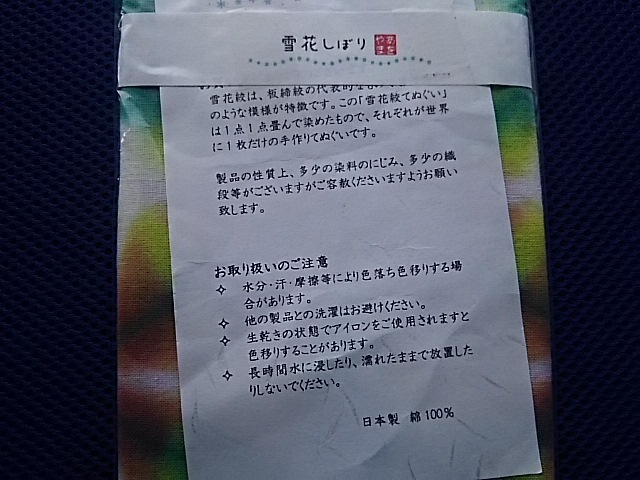 雪花しぼり
あを
やま
雪花絞は、板締絞の代表的なもの
のような模様が特徴です。この「雪花絞てぬぐい」
は１点１点畳んで染めたもので、それぞれが世界
に１枚だけの手作りてぬぐいです。
製品の性質上、多少の染料のにじみ、多少の織
段等がございますがご容赦くださいますようお願い
致します。
お取り扱いのご注意
✧ 水分・汗・摩擦等により色落ち色移りする場
合があります。
✧ 他の製品との洗濯はお避けください。
✧ 生乾きの状態でアイロンをご使用されますと
色移りすることがあります。
✧ 長時間水に浸したり、濡れたままで放置した
りしないでください。
日本製 綿100％